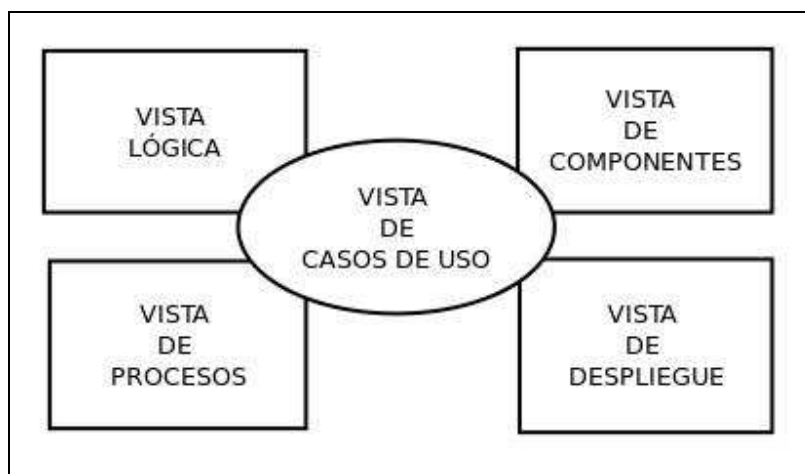 VISTA
LÓGICA
VISTA
DE
COMPONENTES
VISTA
DE
CASOS DE USO
VISTA
DE
PROCESOS
VISTA
DE
DESPLIEGUE